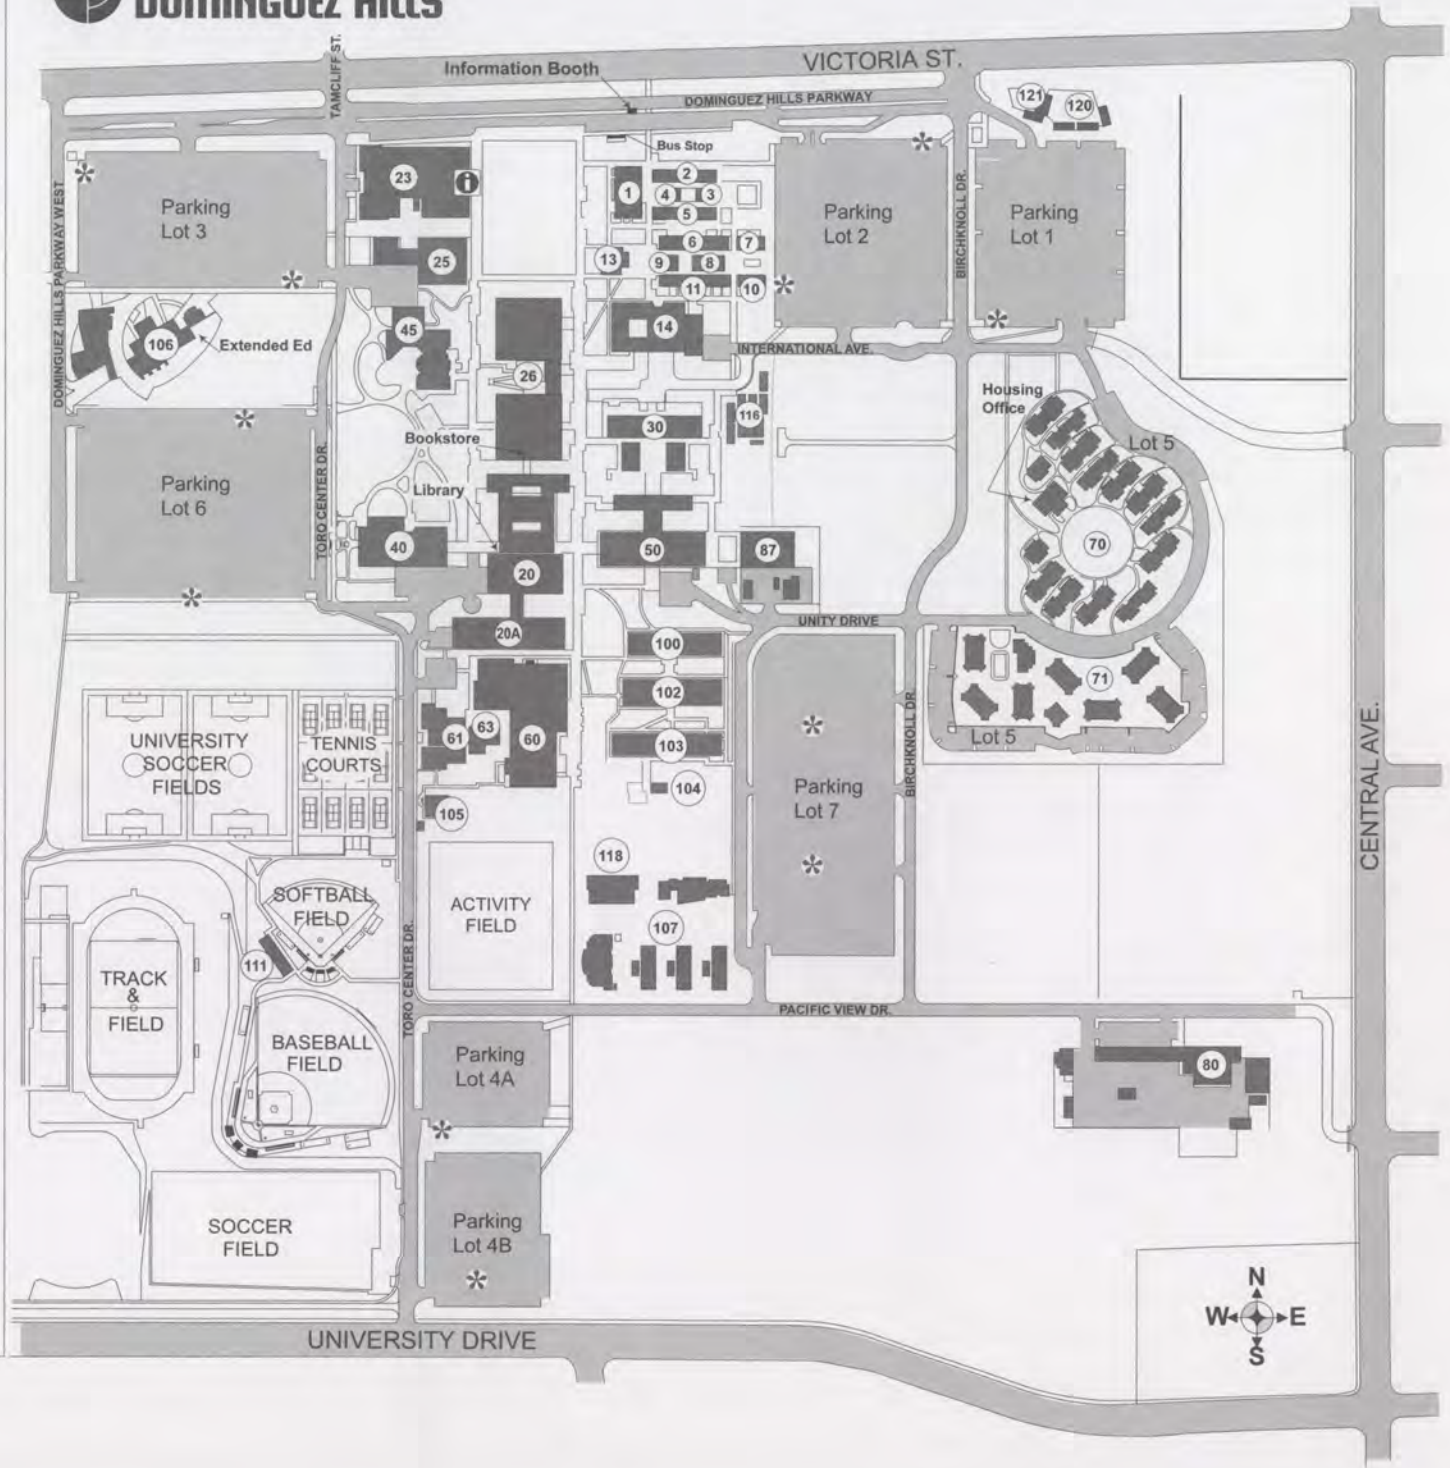 DOMINGUEZ HILLS
VICTORIA ST.
TAMCLIFF ST.
Information Booth
DOMINGUEZ HILLS PARKWAY
121
120
Bus Stop
DOMINGUEZ HILLS PARKWAY WEST
Parking
Lot 3
23
i
1
2
4
3
5
Parking
Lot 2
BIRCHKNOLL DR.
Parking
Lot 1
25
13
6
7
9
8
11
10
106
Extended Ed
45
14
INTERNATIONAL AVE.
26
Housing
Office
116
30
Lot 5
Bookstore
Library
Parking
Lot 6
TORO CENTER DR.
40
50
87
70
20
20A
UNITY DRIVE
100
71
102
BIRCHKNOLL DR.
Lot 5
CENTRAL AVE.
UNIVERSITY
SOCCER
FIELDS
TENNIS
COURTS
61
63
60
103
104
Parking
Lot 7
105
118
SOFTBALL
FIELD
ACTIVITY
FIELD
107
111
TRACK
&
FIELD
TORO CENTER DR.
PACIFIC VIEW DR.
BASEBALL
FIELD
Parking
Lot 4A
80
SOCCER
FIELD
Parking
Lot 4B
N
W E
S
UNIVERSITY DRIVE